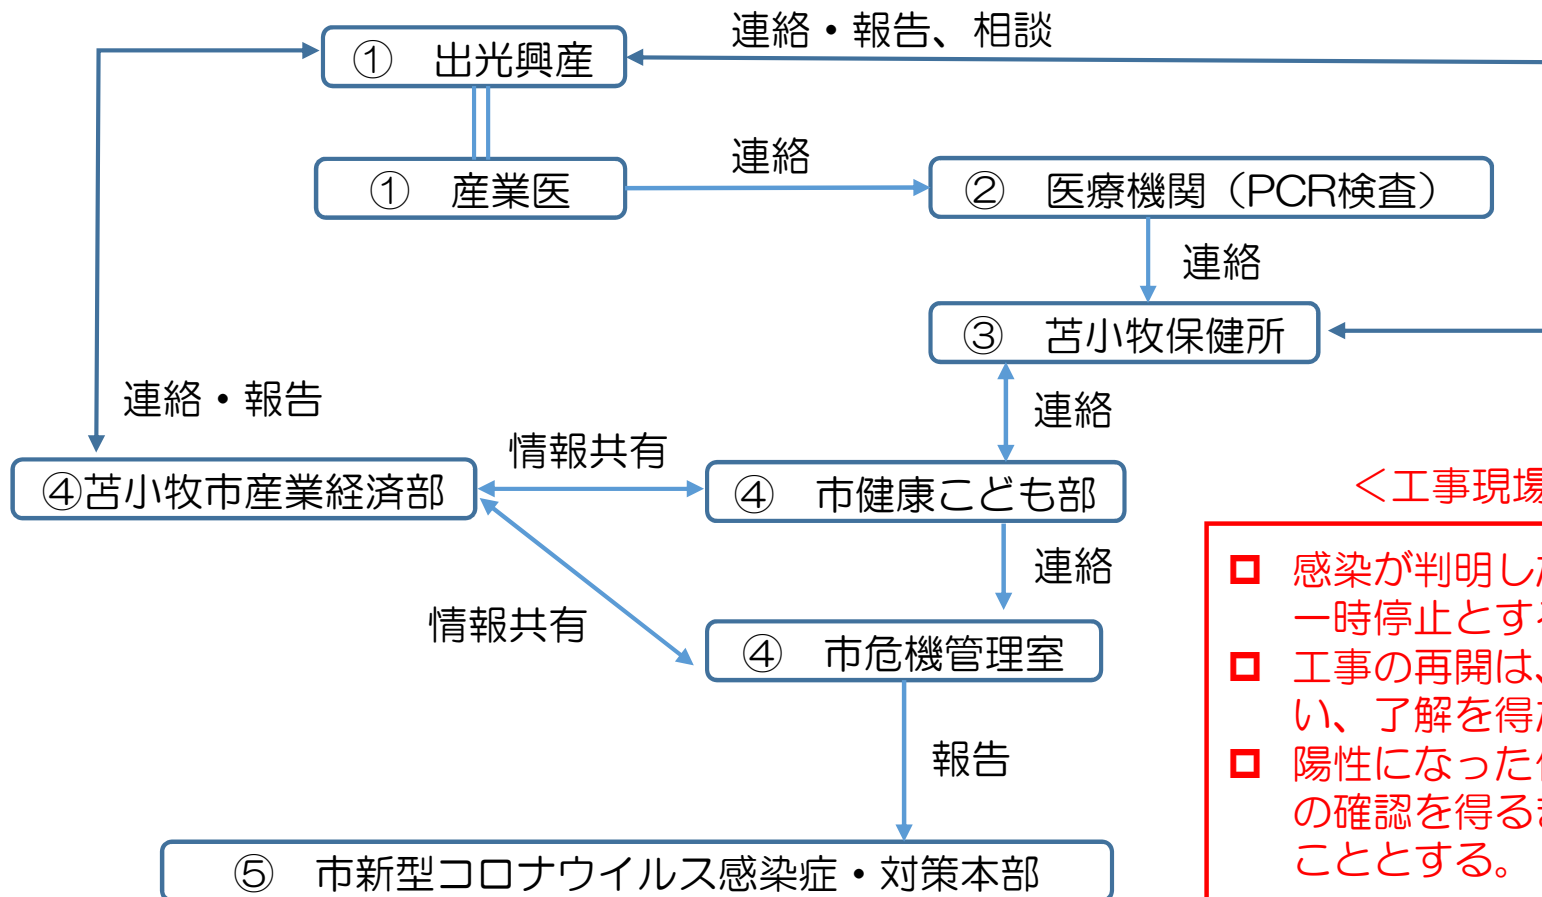 連絡・報告、相談
① 出光興産
連絡
① 産業医
② 医療機関（PCR検査）
連絡
③ 苫小牧保健所
連絡・報告
連絡
情報共有
④苫小牧市産業経済部
④ 市健康こども部
連絡
情報共有
④ 市危機管理室
報告
⑤ 市新型コロナウイルス感染症・対策本部
＜工事現場
感染が判明し
一時停止とす
工事の再開は、
い、了解を得
陽性になった
の確認を得る
こととする。